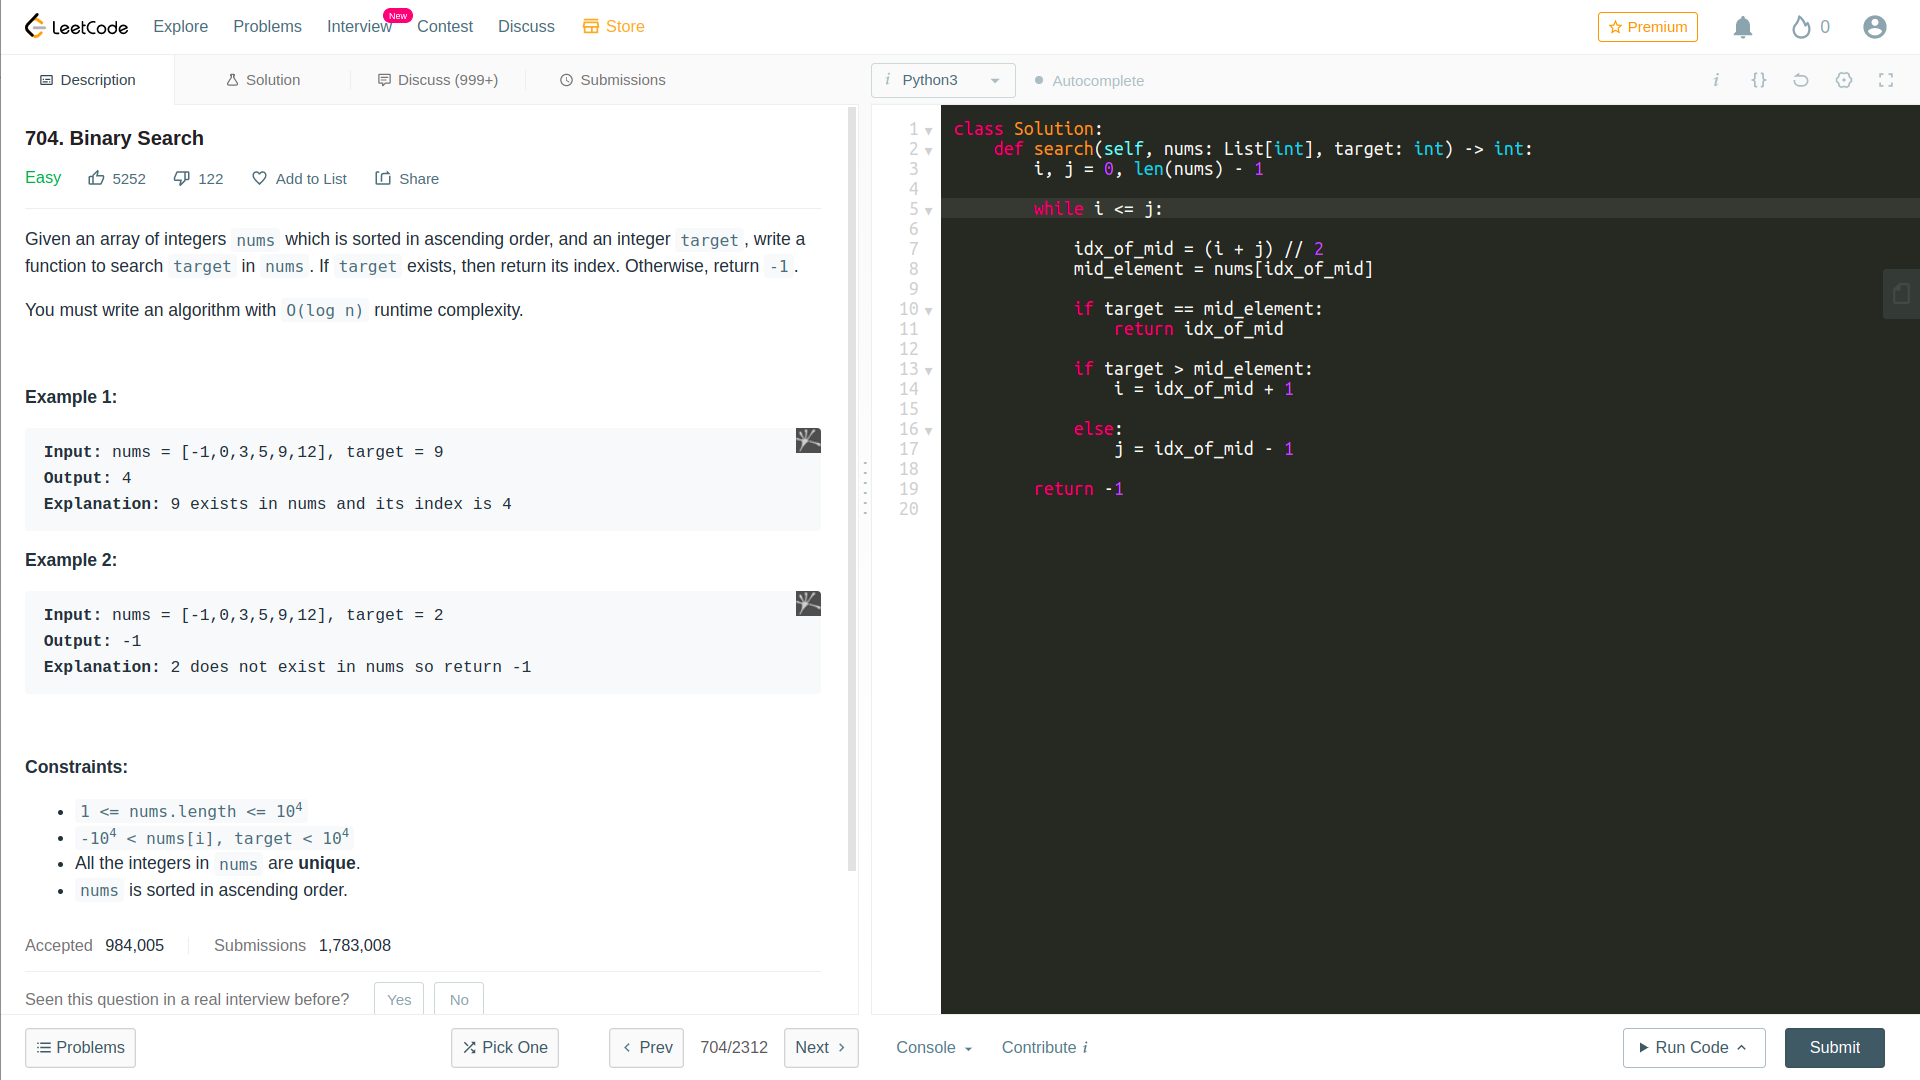 LeetCode Explore Problems Interview New Contest Discuss Store Premium 0
Description Solution Discuss (999+) Submissions
704. Binary Search
Easy 5252 122 Add to List Share
Given an array of integers nums which is sorted in ascending order, and an integer target, write a
function to search target in nums. If target exists, then return its index. Otherwise, return -1.
You must write an algorithm with O(log n) runtime complexity.
Example 1:
Input: nums = [-1,0,3,5,9,12], target = 9
Output: 4
Explanation: 9 exists in nums and its index is 4
Example 2:
Input: nums = [-1,0,3,5,9,12], target = 2
Output: -1
Explanation: 2 does not exist in nums so return -1
Constraints:
• 1 <= nums.length <= 10⁴
• -10⁴ < nums[i], target < 10⁴
• All the integers in nums are unique.
• nums is sorted in ascending order.
Accepted 984,005 Submissions 1,783,008
Seen this question in a real interview before? Yes No
Problems Pick One Prev 704/2312 Next
i Python3 Autocomplete i {}
1 class Solution:
2     def search(self, nums: List[int], target: int) -> int:
3         i, j = 0, len(nums) - 1
4
5         while i <= j:
6
7             idx_of_mid = (i + j) // 2
8             mid_element = nums[idx_of_mid]
9
10             if target == mid_element:
11                 return idx_of_mid
12
13             if target > mid_element:
14                 i = idx_of_mid + 1
15
16             else:
17                 j = idx_of_mid - 1
18
19         return -1
20
Console Contribute i Run Code Submit